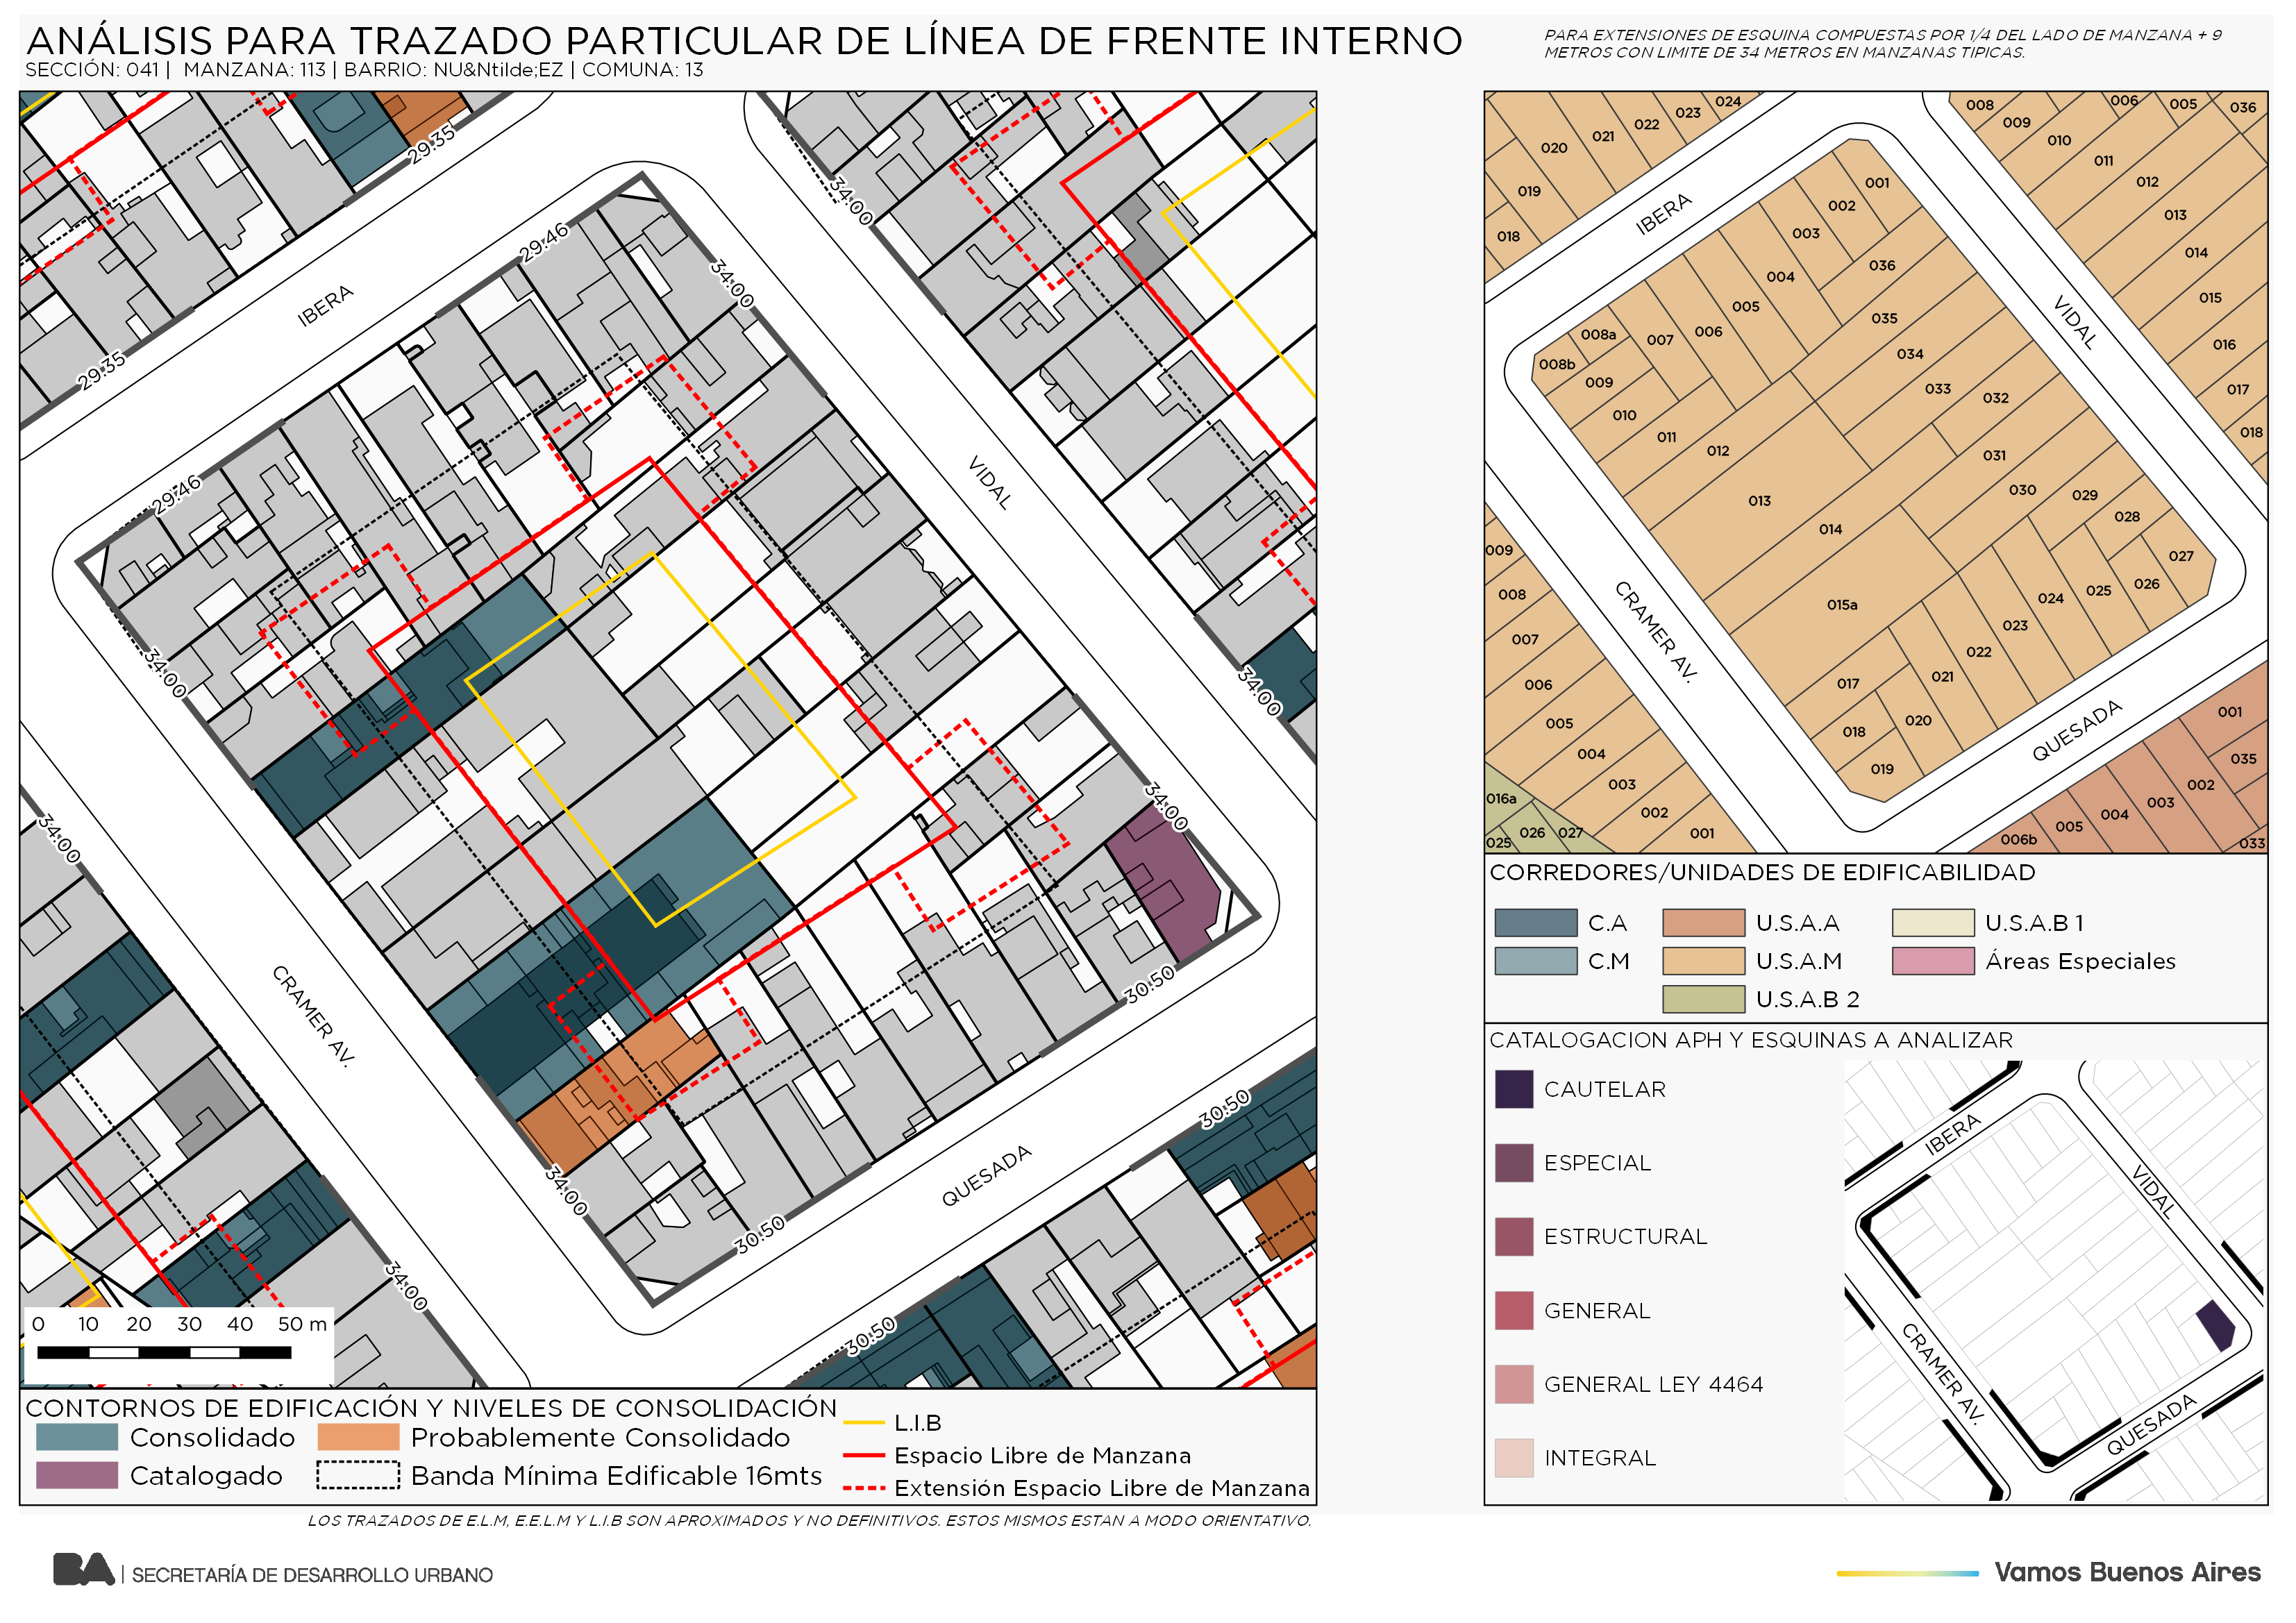 ANÁLISIS PARA TRAZADO PARTICULAR DE LÍNEA DE FRENTE INTERNO
SECCIÓN: 041 | MANZANA: 113 | BARRIO: NU&Ntilde;EZ | COMUNA: 13
PARA EXTENSIONES DE ESQUINA COMPUESTAS POR 1/4 DEL LADO DE MANZANA + 9
METROS CON LIMITE DE 34 METROS EN MANZANAS TIPICAS.
29.35
29.35
34.00
IBERA
29.46
34.00
29.46
VIDAL
34.00
34.00
34.00
34.00
CRAMER AV.
30.50
34.00
30.50
QUESADA
30.50
34.00
30.50
0 10 20 30 40 50 m
CONTORNOS DE EDIFICACIÓN Y NIVELES DE CONSOLIDACIÓN
Consolidado
Probablemente Consolidado
Catalogado
Banda Mínima Edificable 16mts
L.I.B
Espacio Libre de Manzana
Extensión Espacio Libre de Manzana
LOS TRAZADOS DE E.L.M, E.E.L.M Y L.I.B SON APROXIMADOS Y NO DEFINITIVOS. ESTOS MISMOS ESTAN A MODO ORIENTATIVO.
020 021 022 023 024
019
018
008 006 005 036
009
010
011
012
013
014
015
016
017
018
IBERA
VIDAL
001
002
003
036
004
035
005
034
006
033
007
032
008a
008b
009
031
010
030
011
029
012
028
013
027
014
026
015a
025
024
023
022
021
017
020
018
019
CRAMER AV.
QUESADA
009
008
007
006
005
004
003
002
001
016a
025
026
027
001
035
002
003
004
005
006b
033
CORREDORES/UNIDADES DE EDIFICABILIDAD
C.A
U.S.A.A
U.S.A.B 1
C.M
U.S.A.M
Áreas Especiales
U.S.A.B 2
CATALOGACION APH Y ESQUINAS A ANALIZAR
CAUTELAR
ESPECIAL
ESTRUCTURAL
GENERAL
GENERAL LEY 4464
INTEGRAL
IBERA
VIDAL
CRAMER AV.
QUESADA
BA | SECRETARÍA DE DESARROLLO URBANO
Vamos Buenos Aires